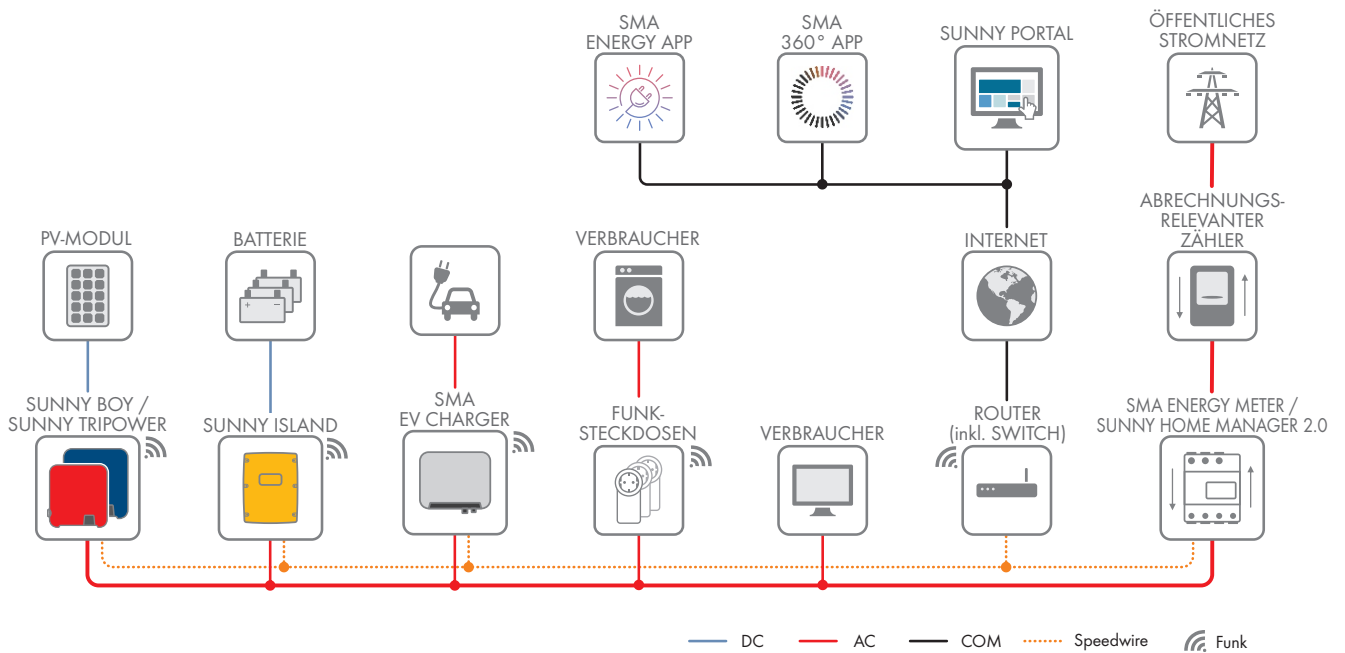 SMA
ENERGY APP
SMA
360° APP
SUNNY PORTAL
ÖFFENTLICHES
STROMNETZ
PV-MODUL
BATTERIE
VERBRAUCHER
INTERNET
ABRECHNUNGS-
RELEVANTER
ZÄHLER
SUNNY BOY /
SUNNY TRIPOWER
SUNNY ISLAND
SMA
EV CHARGER
FUNK-
STECKDOSEN
VERBRAUCHER
ROUTER
(inkl. SWITCH)
SMA ENERGY METER /
SUNNY HOME MANAGER 2.0
DC
AC
COM
Speedwire
Funk